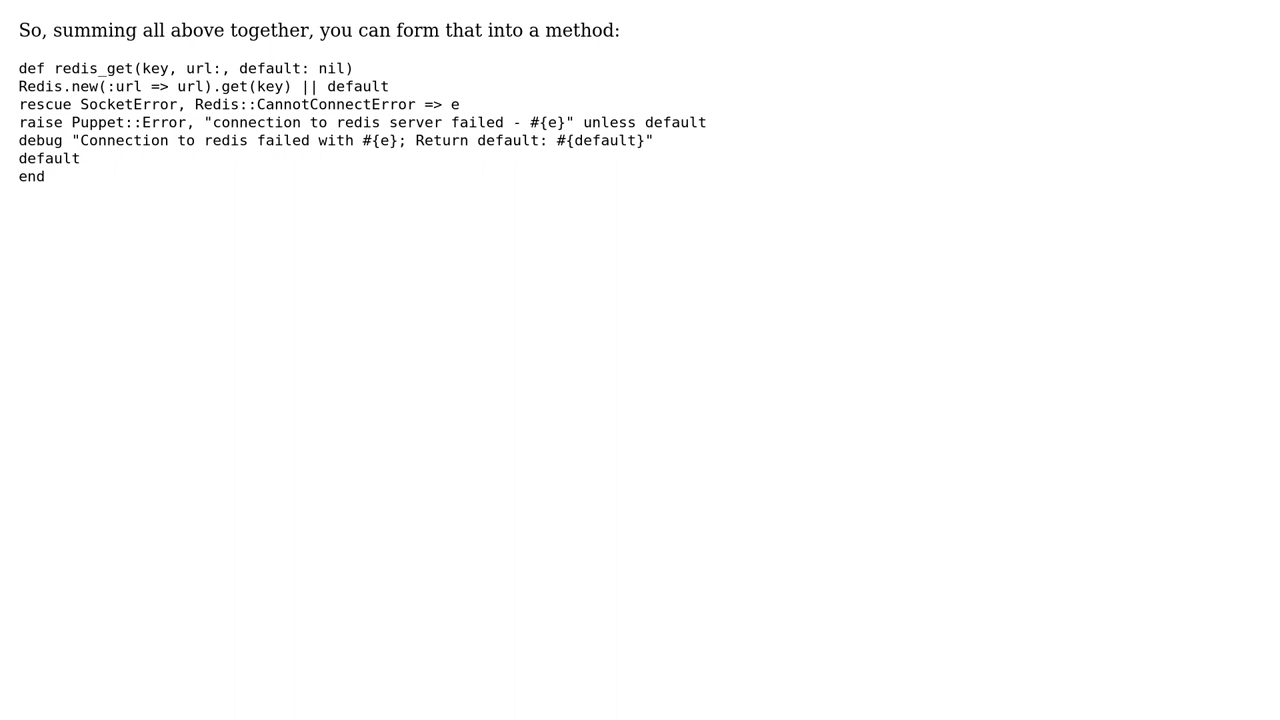 So, summing all above together, you can form that into a method:
def redis_get(key, url:, default: nil)
Redis.new(:url => url).get(key) || default
rescue SocketError, Redis::CannotConnectError => e
raise Puppet::Error, "connection to redis server failed - #{e}" unless default
debug "Connection to redis failed with #{e}; Return default: #{default}"
default
end